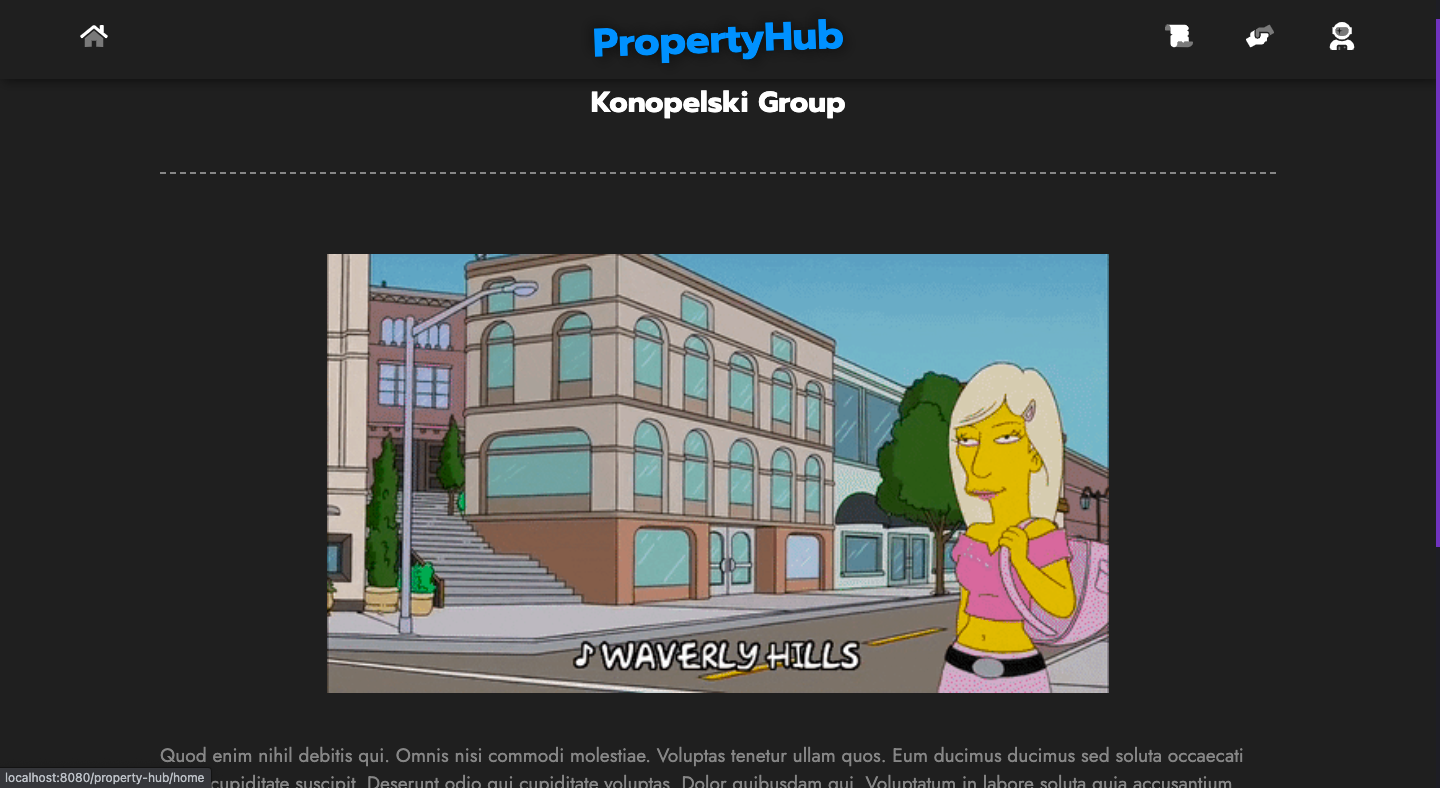 PropertyHub
Konopelski Group
♪ WAVERLY HILLS
Quod enim nihil debitis qui. Omnis nisi commodi molestiae. Voluptas tenetur ullam quos. Eum ducimus ducimus sed soluta occaecati
cupiditate suscipit. Deserunt odio qui cupiditate voluptas. Dolor quibusdam qui. Voluptatum in labore soluta quia accusantium
localhost:8080/property-hub/home